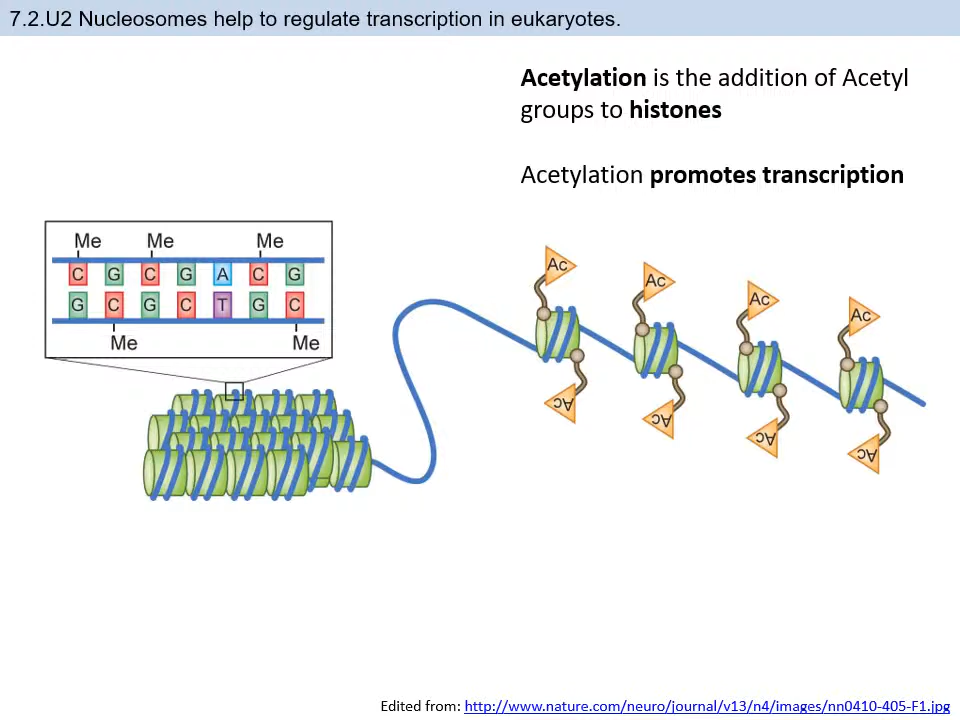 7.2.U2 Nucleosomes help to regulate transcription in eukaryotes.
Acetylation is the addition of Acetyl
groups to histones
Acetylation promotes transcription
Me Me Me
C G C G A C G
G C G C T G C
Me Me
Ac Ac Ac Ac
Ac Ac Ac Ac
Edited from: http://www.nature.com/neuro/journal/v13/n4/images/nn0410-405-F1.jpg